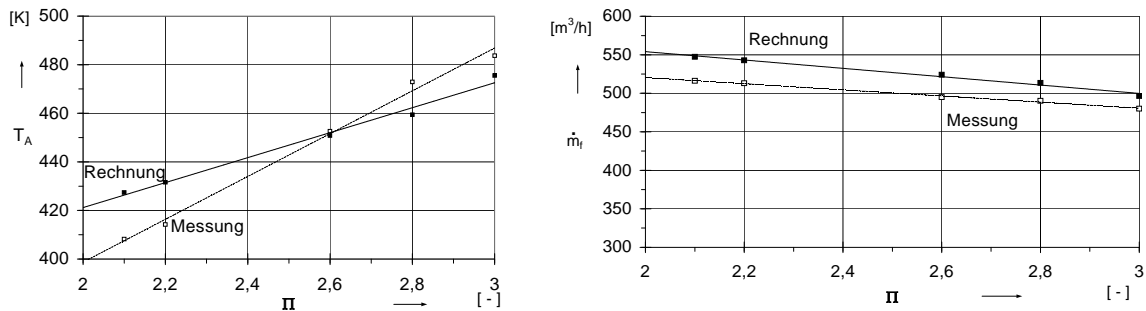 [K]
500
480
460
T_A
440
420
400
Rechnung
Messung
2 2,2 2,4 2,6 2,8 3
Π [ - ]
[m³/h]
600
550
500
ṁ_f
450
400
350
300
Rechnung
Messung
2 2,2 2,4 2,6 2,8 3
Π [ - ]